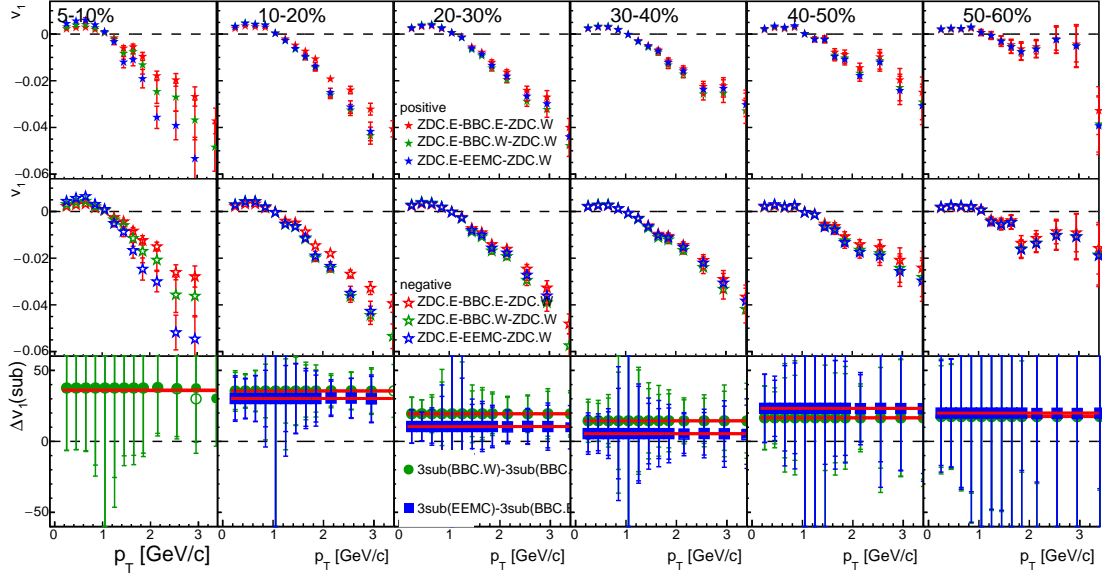 5-10% 10-20% 20-30% 30-40% 40-50% 50-60%
v1
0
−0.02
−0.04
−0.06
positive
ZDC.E-BBC.E-ZDC.W
ZDC.E-BBC.W-ZDC.W
ZDC.E-EEMC-ZDC.W
v1
0
−0.02
−0.04
−0.06
negative
ZDC.E-BBC.E-ZDC.W
ZDC.E-BBC.W-ZDC.W
ZDC.E-EEMC-ZDC.W
Δv1(sub)
50
0
−50
3sub(BBC.W)-3sub(BBC.
3sub(EEMC)-3sub(BBC.E
0 1 2 3 0 1 2 3 0 1 2 3 0 1 2 3 0 1 2 3 0 1 2 3
pT [GeV/c] pT [GeV/c] pT [GeV/c] pT [GeV/c] pT [GeV/c] pT [GeV/c]